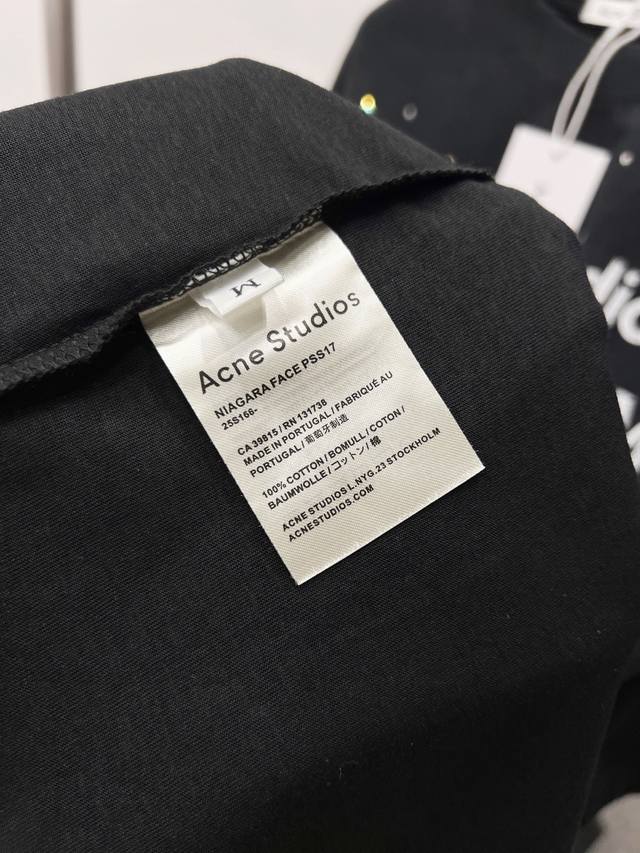 M
Acne Studios
NIAGARA FACE PSS17
25S166-
CA 39815 / RN 131738
MADE IN PORTUGAL / FABRIQUÉ AU
PORTUGAL / 葡萄牙制造
100% COTTON / BOMULL / COTON /
BAUMWOLLE / コットン / 棉
ACNE STUDIOS L.NYG.23 STOCKHOLM
ACNESTUDIOS.COM